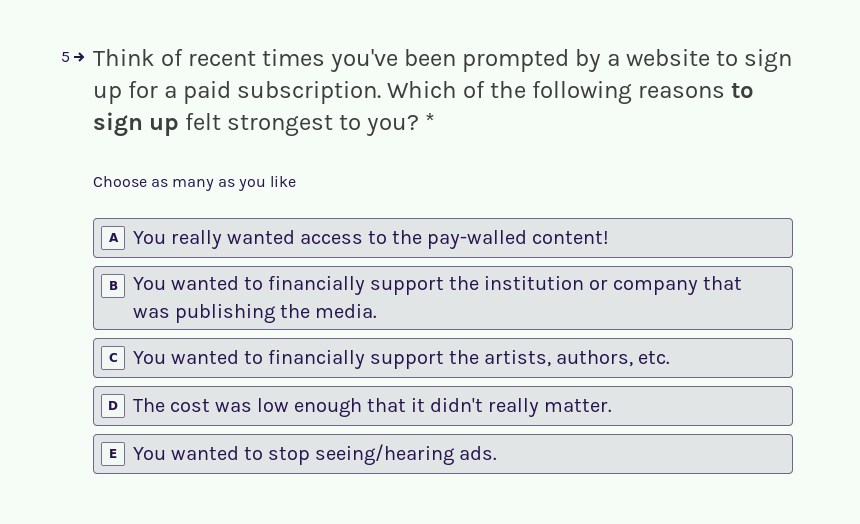 5→ Think of recent times you've been prompted by a website to sign
up for a paid subscription. Which of the following reasons to
sign up felt strongest to you? *
Choose as many as you like
A You really wanted access to the pay-walled content!
B You wanted to financially support the institution or company that
was publishing the media.
C You wanted to financially support the artists, authors, etc.
D The cost was low enough that it didn't really matter.
E You wanted to stop seeing/hearing ads.